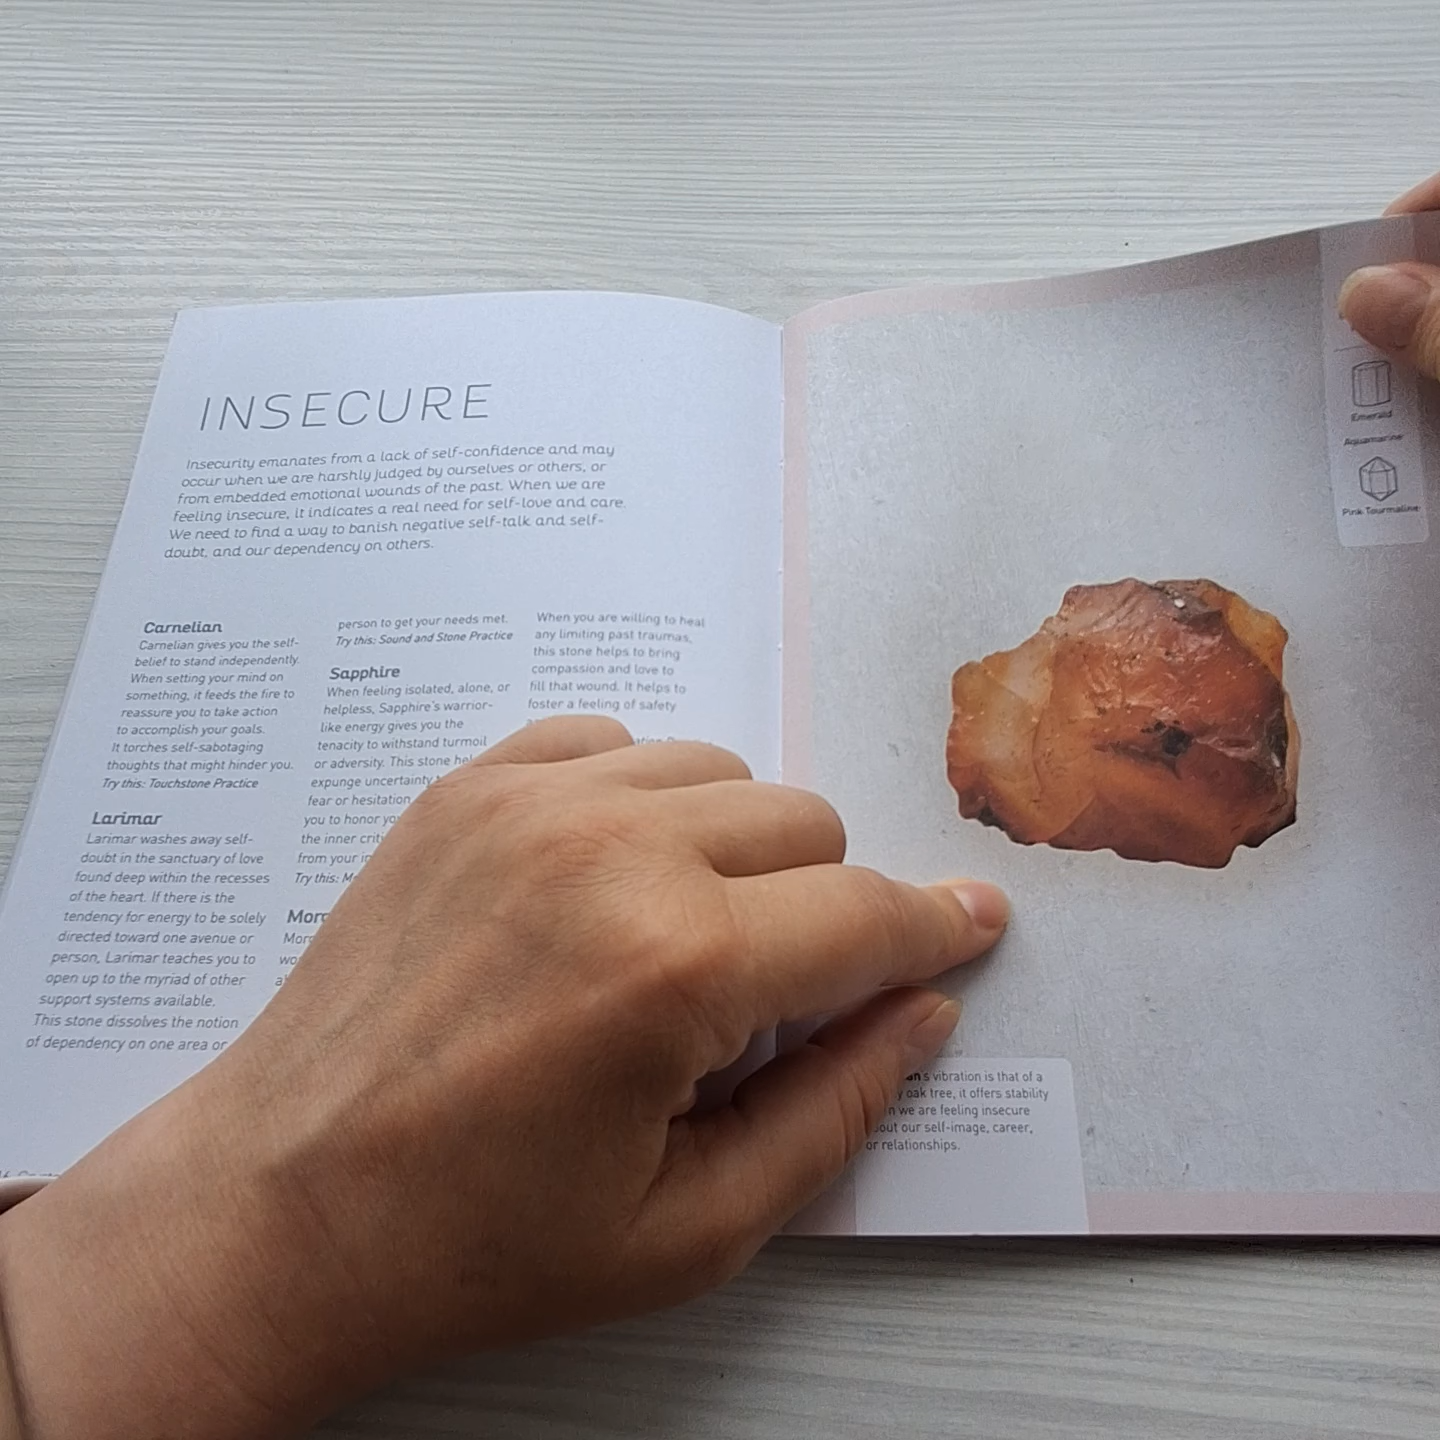 INSECURE
Insecurity emanates from a lack of self-confidence and may
occur when we are harshly judged by ourselves or others, or
from embedded emotional wounds of the past. When we are
feeling insecure, it indicates a real need for self-love and care.
We need to find a way to banish negative self-talk and self-
doubt, and our dependency on others.
Carnelian
Carnelian gives you the self-
belief to stand independently.
When setting your mind on
something, it feeds the fire to
reassure you to take action
to accomplish your goals.
It torches self-sabotaging
thoughts that might hinder you.
Try this: Touchstone Practice
Larimar
Larimar washes away self-
doubt in the sanctuary of love
found deep within the recesses
of the heart. If there is the
tendency for energy to be solely
directed toward one avenue or
person, Larimar teaches you to
open up to the myriad of other
support systems available.
This stone dissolves the notion
of dependency on one area or
person to get your needs met.
Try this: Sound and Stone Practice
Sapphire
When feeling isolated, alone, or
helpless, Sapphire's warrior-
like energy gives you the
tenacity to withstand turmoil
or adversity. This stone
expunge uncertainty
fear or hesitation
you to honor
the inner
from your
Try this:
When you are willing to heal
any limiting past traumas,
this stone helps to bring
compassion and love to
fill that wound. It helps to
foster a feeling of safety
Emerald
Aquamarine
Pink Tourmaline
vibration is that of a
oak tree, it offers stability
we are feeling insecure
our self-image, career,
or relationships.